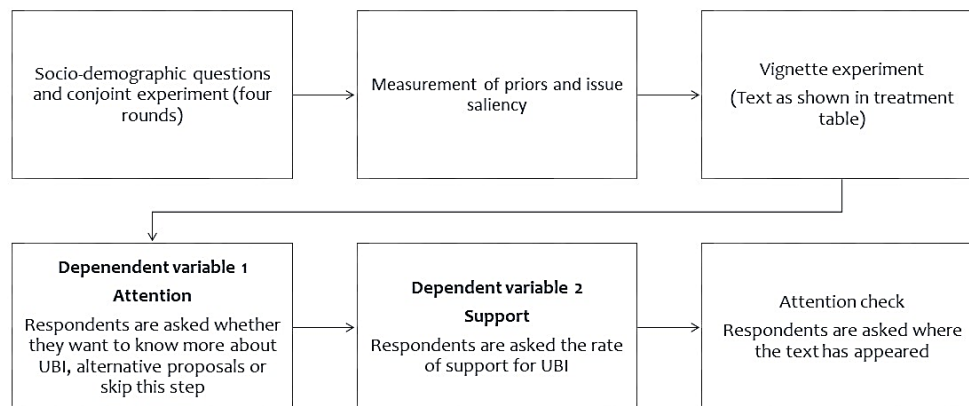 Socio-demographic questions
and conjoint experiment (four
rounds)
Measurement of priors and issue
saliency
Vignette experiment
(Text as shown in treatment
table)
Depenendent variable 1
Attention
Respondents are asked whether
they want to know more about
UBI, alternative proposals or
skip this step
Dependent variable 2
Support
Respondents are asked the rate
of support for UBI
Attention check
Respondents are asked where
the text has appeared